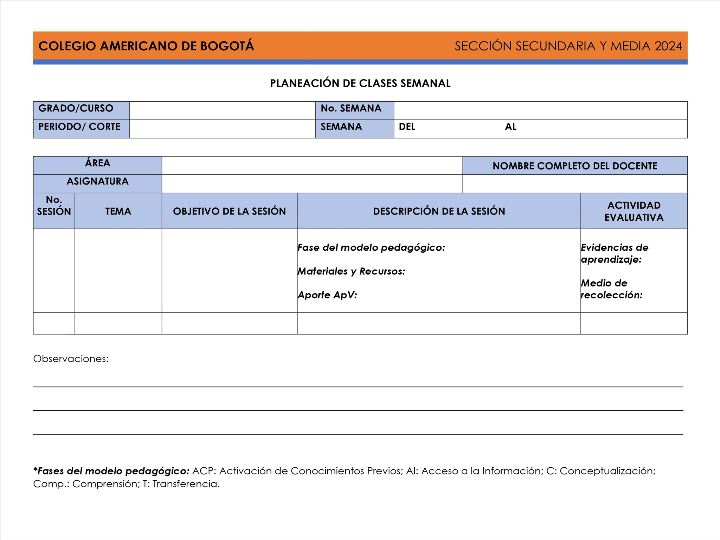 COLEGIO AMERICANO DE BOGOTÁ SECCIÓN SECUNDARIA Y MEDIA 2024
PLANEACIÓN DE CLASES SEMANAL
GRADO/CURSO No. SEMANA
PERIODO/ CORTE SEMANA DEL AL
ÁREA NOMBRE COMPLETO DEL DOCENTE
ASIGNATURA
No.
SESIÓN TEMA OBJETIVO DE LA SESIÓN DESCRIPCIÓN DE LA SESIÓN ACTIVIDAD
EVALUATIVA
Fase del modelo pedagógico: Evidencias de
aprendizaje:
Materiales y Recursos:
Medio de
Aporte ApV: recolección:
Observaciones:
*Fases del modelo pedagógico: ACP: Activación de Conocimientos Previos; AI: Acceso a la Información; C: Conceptualización;
Comp.: Comprensión; T: Transferencia.